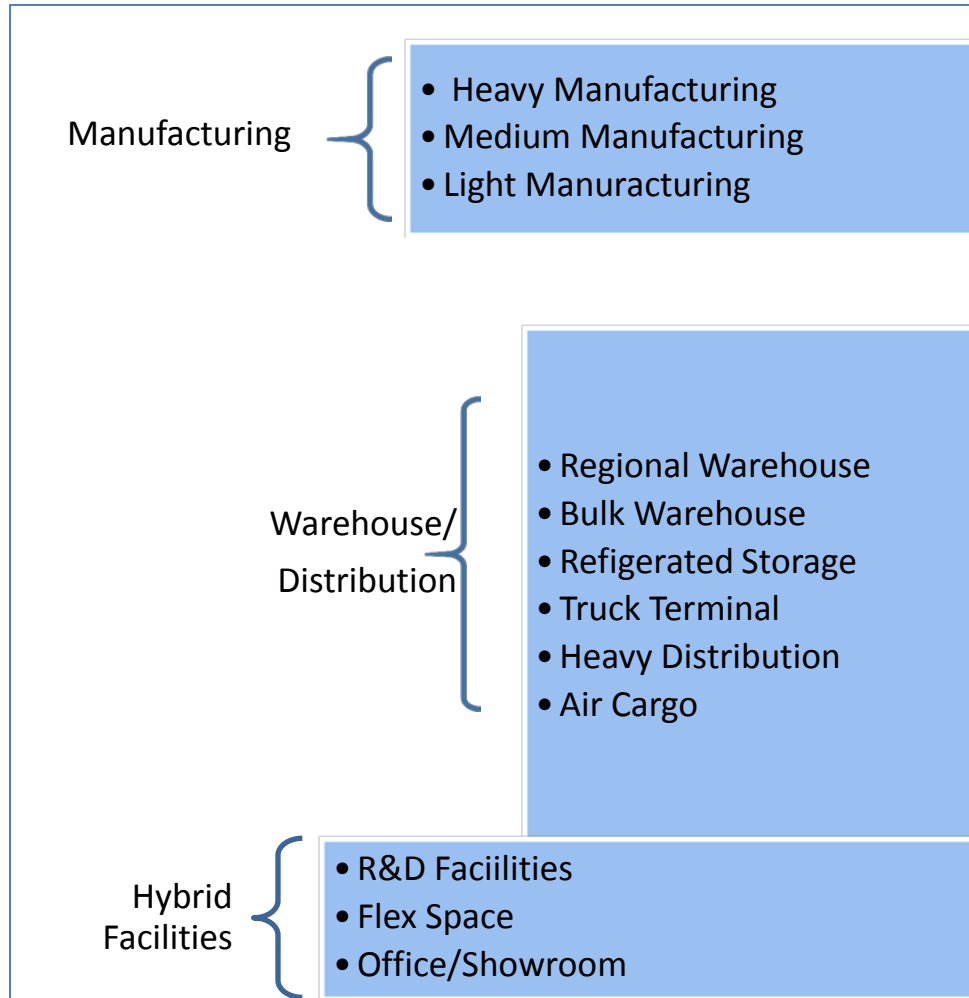 Manufacturing
• Heavy Manufacturing
• Medium Manufacturing
• Light Manuracturing
Warehouse/
Distribution
• Regional Warehouse
• Bulk Warehouse
• Refigerated Storage
• Truck Terminal
• Heavy Distribution
• Air Cargo
Hybrid
Facilities
• R&D Faciilities
• Flex Space
• Office/Showroom